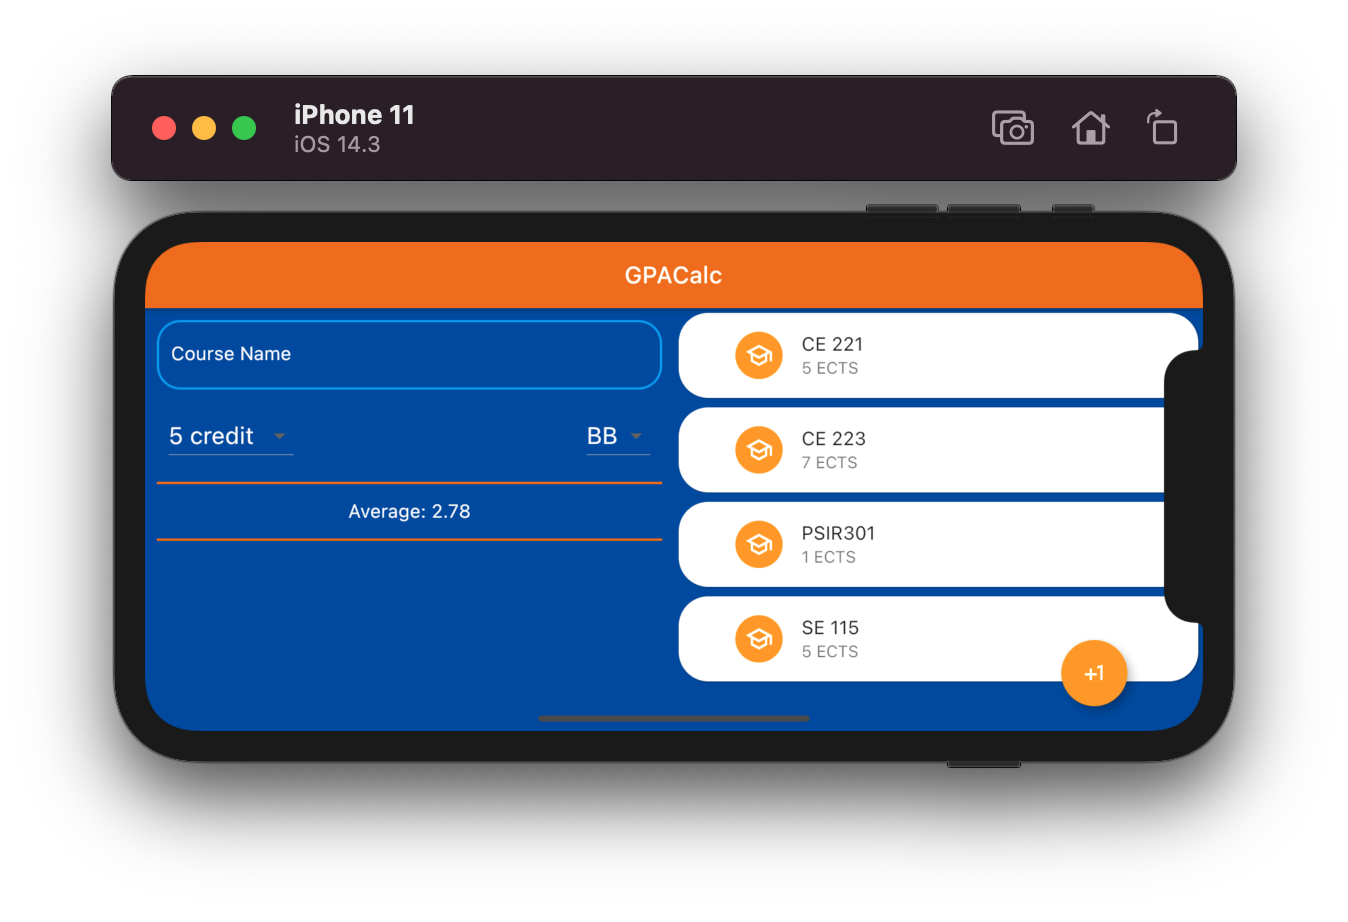 iPhone 11
iOS 14.3
GPACalc
Course Name
5 credit
BB
Average: 2.78
CE 221
5 ECTS
CE 223
7 ECTS
PSIR301
1 ECTS
SE 115
5 ECTS
+1